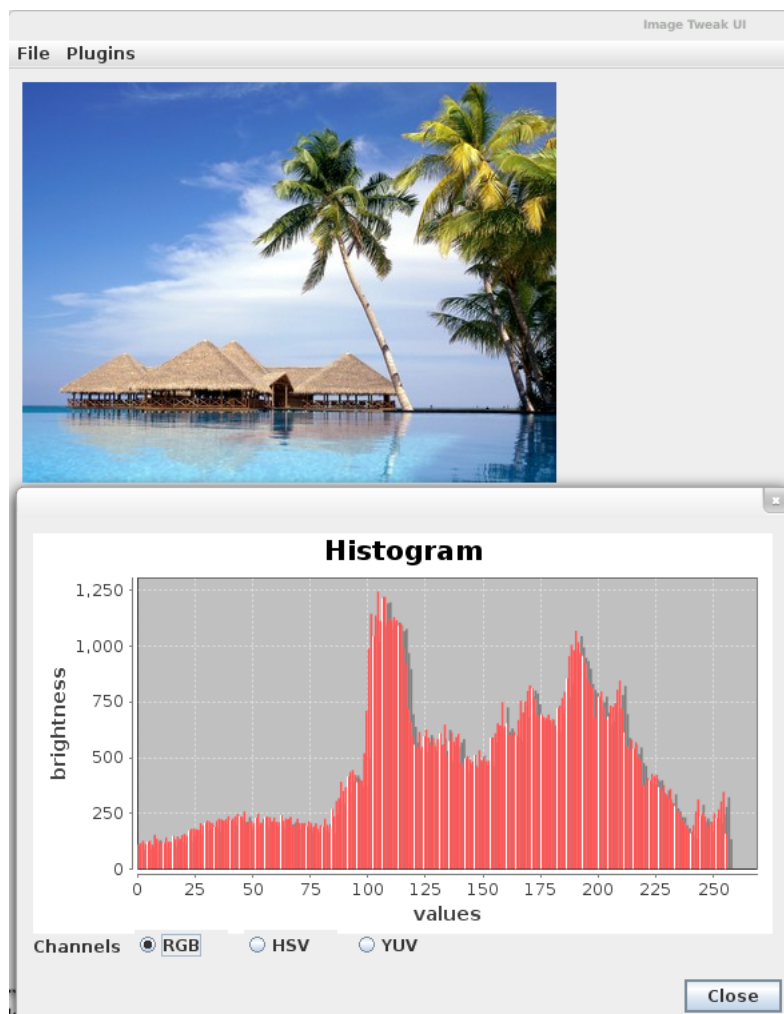 Image Tweak UI
File Plugins
Histogram
1,250
1,000
750
500
250
0
brightness
0 25 50 75 100 125 150 175 200 225 250
values
Channels RGB HSV YUV
Close